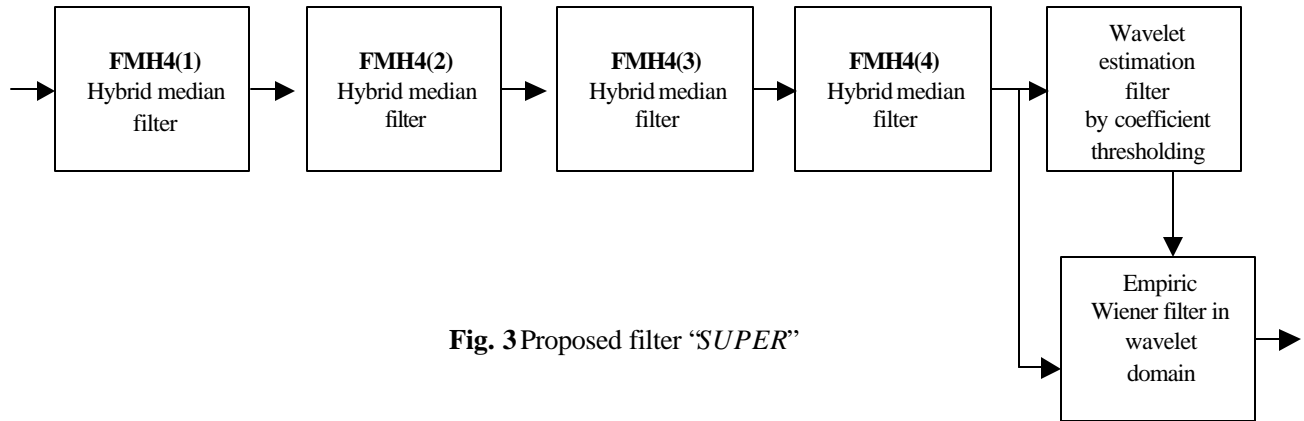 FMH4(1)
Hybrid median
filter
FMH4(2)
Hybrid median
filter
FMH4(3)
Hybrid median
filter
FMH4(4)
Hybrid median
filter
Wavelet
estimation
filter
by coefficient
thresholding
Empiric
Wiener filter in
wavelet
domain
Fig. 3 Proposed filter “SUPER”